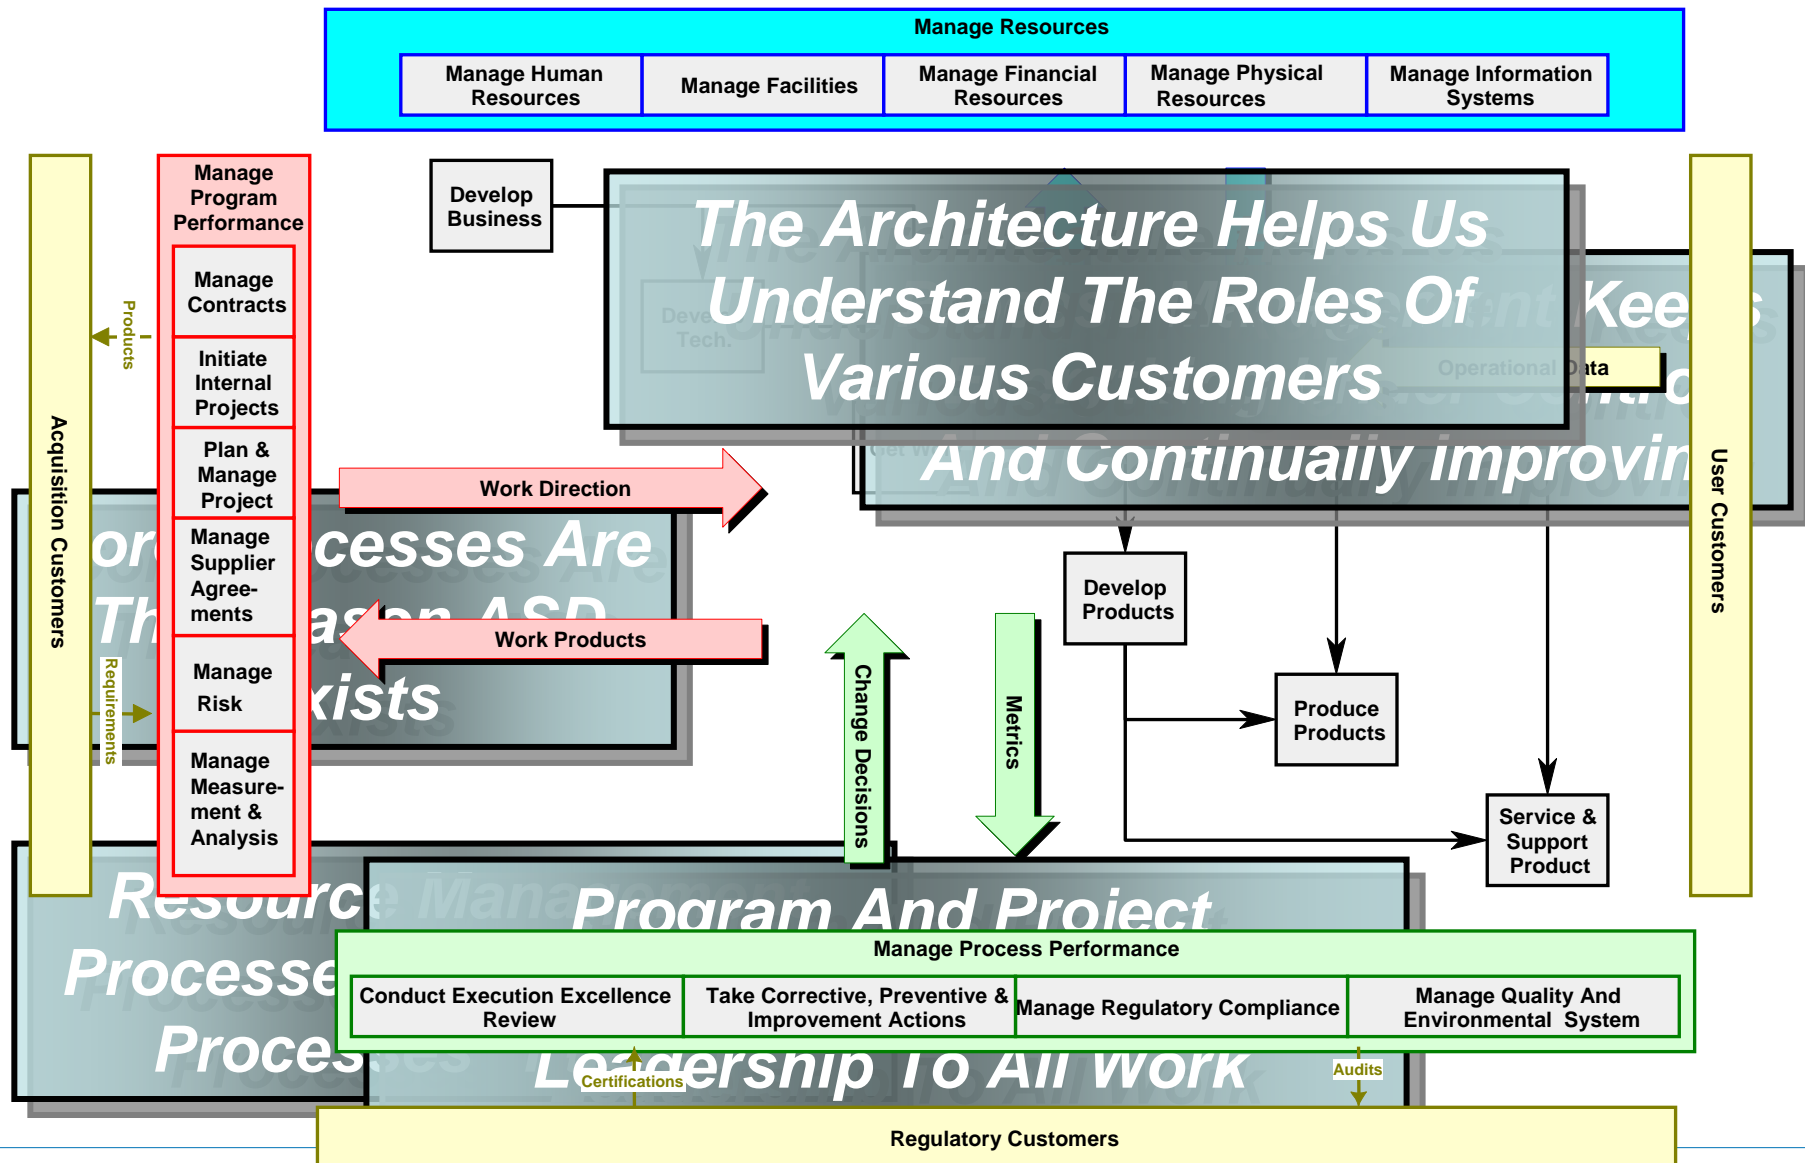 Manage Resources
Manage Human
Resources
Manage Facilities
Manage Financial
Resources
Manage Physical
Resources
Manage Information
Systems
Manage
Program
Performance
Manage
Contracts
Initiate
Internal
Projects
Plan &
Manage
Project
Manage
Supplier
Agree-
ments
Manage
Risk
Manage
Measure-
ment &
Analysis
Acquisition Customers
Products
Requirements
Develop
Business
The Architecture Helps Us
Understand The Roles Of
Various Customers
Tech.
Operational Data
And Continually
User Customers
Work Direction
Work Products
Are
ASD
Change Decisions
Metrics
Develop
Products
Produce
Products
Service &
Support
Product
Program And Project
Leadership To All Work
Manage Process Performance
Conduct Execution Excellence
Review
Take Corrective, Preventive &
Improvement Actions
Manage Regulatory Compliance
Manage Quality And
Environmental System
Certifications
Audits
Regulatory Customers